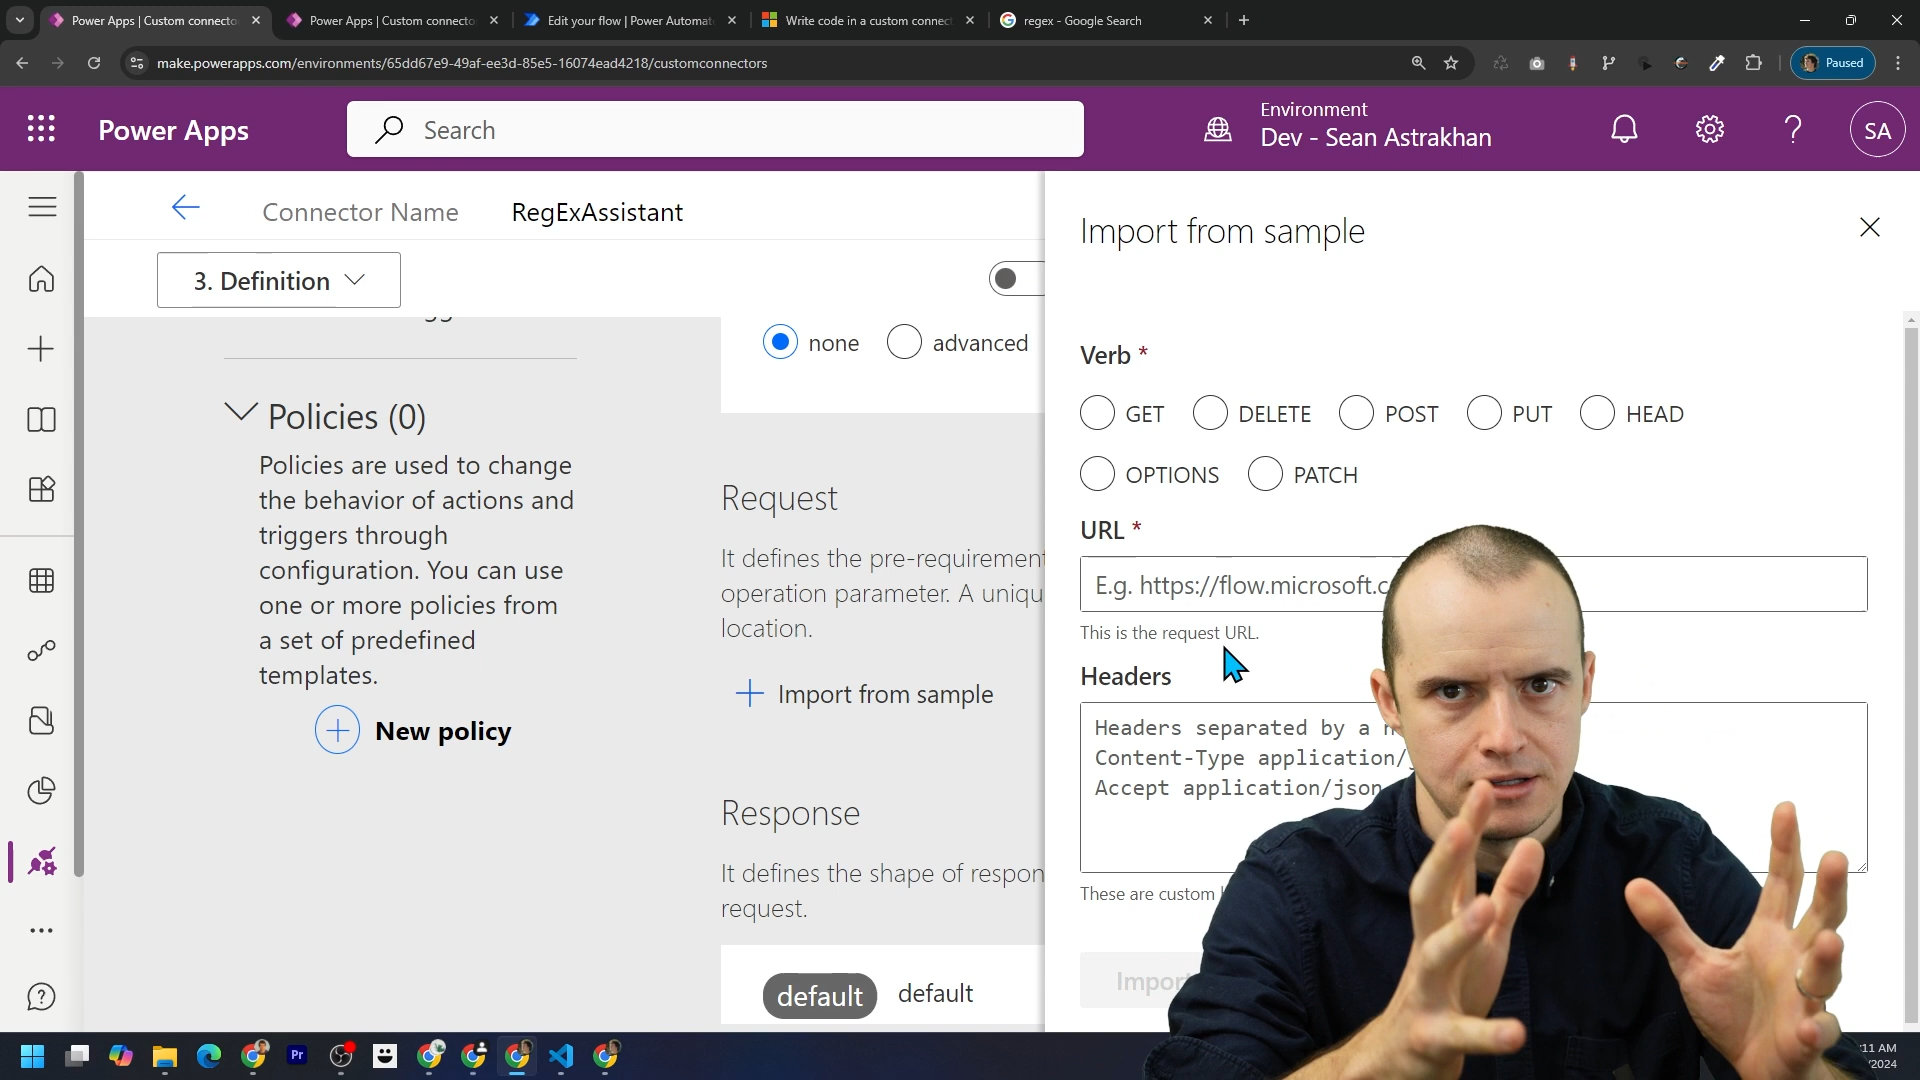 Power Apps | Custom connecto
Power Apps | Custom connecto
Edit your flow | Power Automat
Write code in a custom connec
regex - Google Search
make.powerapps.com/environments/65dd67e9-49af-ee3d-85e5-16074ead4218/customconnectors
Paused
Power Apps
Search
Environment
Dev - Sean Astrakhan
SA
Connector Name
RegExAssistant
3. Definition
none
advanced
Policies (0)
Policies are used to change
the behavior of actions and
triggers through
configuration. You can use
one or more policies from
a set of predefined
templates.
New policy
Request
It defines the pre-requirement
operation parameter. A uniqu
location.
Import from sample
Response
It defines the shape of respon
request.
default
default
Import from sample
Verb *
GET
DELETE
POST
PUT
HEAD
OPTIONS
PATCH
URL *
E.g. https://flow.microsoft.c
This is the request URL.
Headers
Headers separated by a n
Content-Type application/
Accept application/json
These are custom
Impor
Pr
:11 AM
/2024